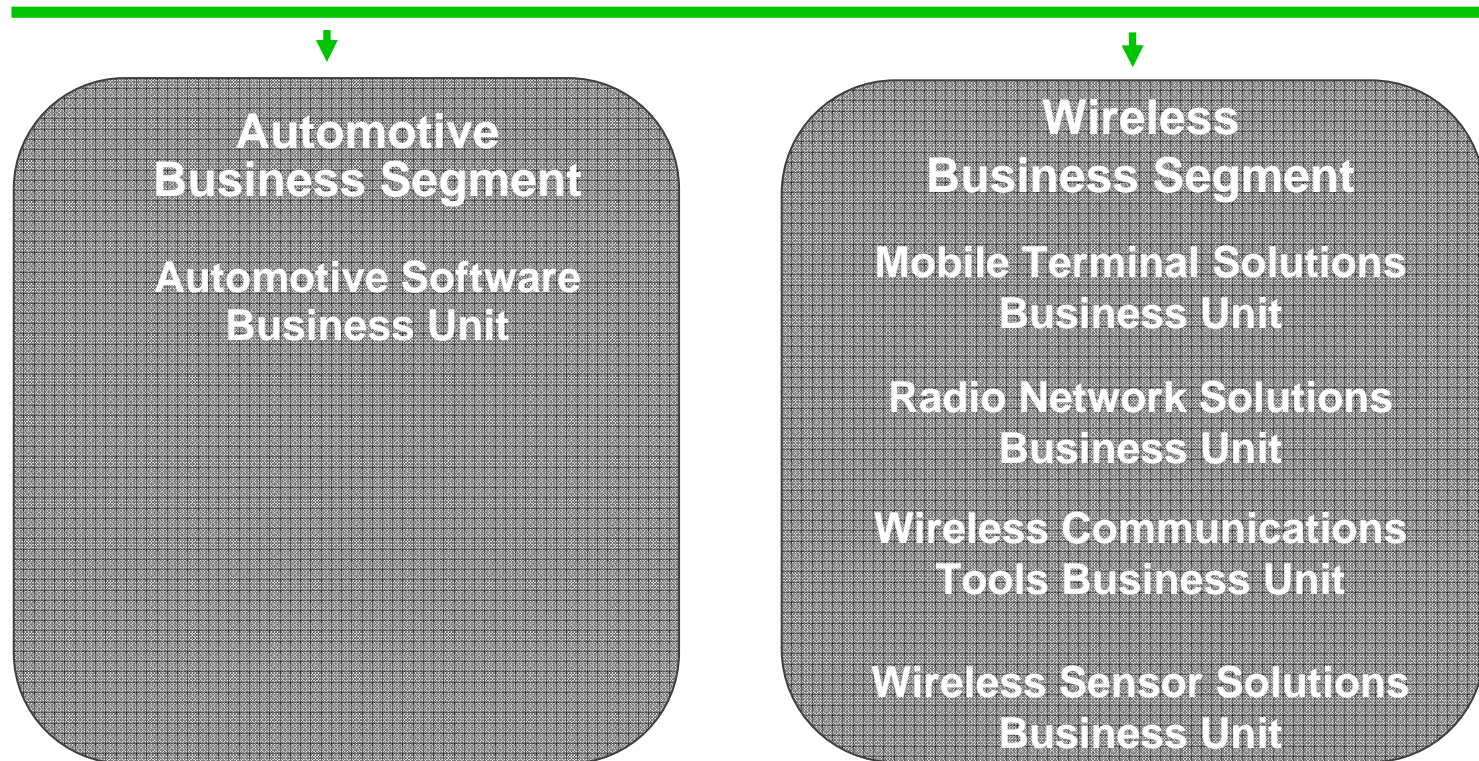 Automotive
Business Segment
Automotive Software
Business Unit
Wireless
Business Segment
Mobile Terminal Solutions
Business Unit
Radio Network Solutions
Business Unit
Wireless Communications
Tools Business Unit
Wireless Sensor Solutions
Business Unit